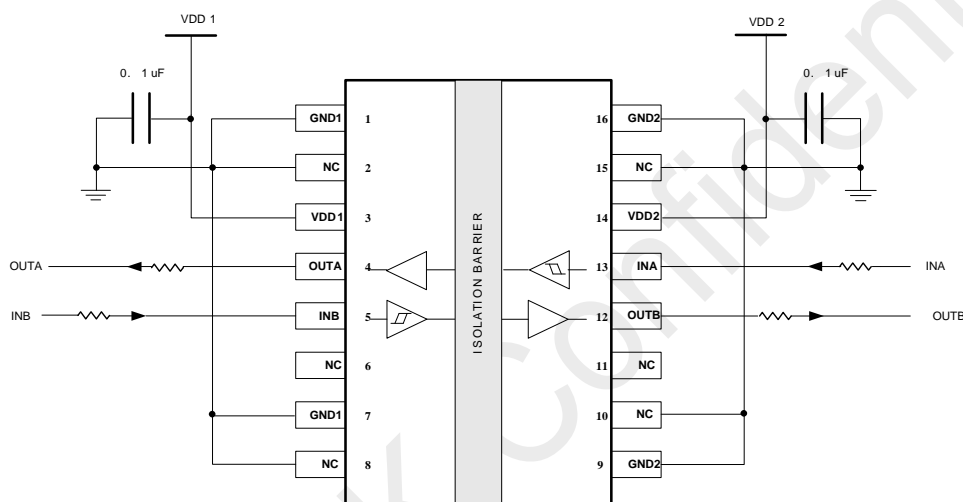 VDD 1
VDD 2
0. 1 uF
0. 1 uF
GND1 1
16 GND2
NC 2
15 NC
VDD1 3
14 VDD2
OUTA
OUTA 4
13 INA
INA
INB
INB 5
12 OUTB
OUTB
NC 6
11 NC
GND1 7
10 NC
NC 8
9 GND2
ISOLATION BARRIER